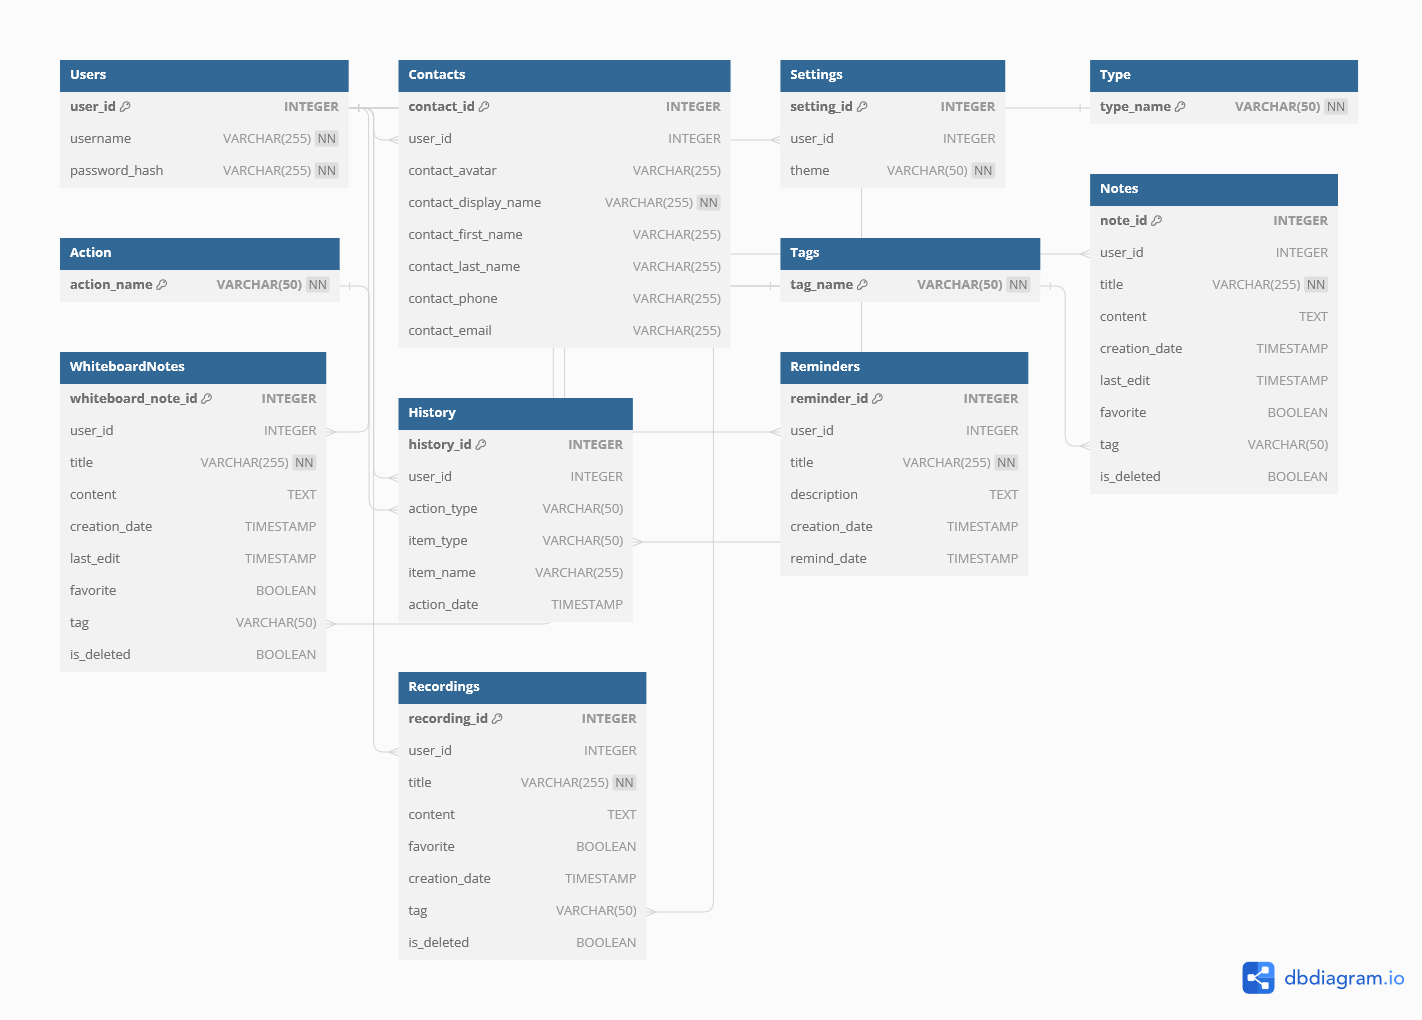 Users
user_id INTEGER
username VARCHAR(255) NN
password_hash VARCHAR(255) NN
Contacts
contact_id INTEGER
user_id INTEGER
contact_avatar VARCHAR(255)
contact_display_name VARCHAR(255) NN
contact_first_name VARCHAR(255)
contact_last_name VARCHAR(255)
contact_phone VARCHAR(255)
contact_email VARCHAR(255)
Settings
setting_id INTEGER
user_id INTEGER
theme VARCHAR(50) NN
Type
type_name VARCHAR(50) NN
Notes
note_id INTEGER
user_id INTEGER
title VARCHAR(255) NN
content TEXT
creation_date TIMESTAMP
last_edit TIMESTAMP
favorite BOOLEAN
tag VARCHAR(50)
is_deleted BOOLEAN
Action
action_name VARCHAR(50) NN
Tags
tag_name VARCHAR(50) NN
WhiteboardNotes
whiteboard_note_id INTEGER
user_id INTEGER
title VARCHAR(255) NN
content TEXT
creation_date TIMESTAMP
last_edit TIMESTAMP
favorite BOOLEAN
tag VARCHAR(50)
is_deleted BOOLEAN
History
history_id INTEGER
user_id INTEGER
action_type VARCHAR(50)
item_type VARCHAR(50)
item_name VARCHAR(255)
action_date TIMESTAMP
Reminders
reminder_id INTEGER
user_id INTEGER
title VARCHAR(255) NN
description TEXT
creation_date TIMESTAMP
remind_date TIMESTAMP
Recordings
recording_id INTEGER
user_id INTEGER
title VARCHAR(255) NN
content TEXT
favorite BOOLEAN
creation_date TIMESTAMP
tag VARCHAR(50)
is_deleted BOOLEAN
dbdiagram.io